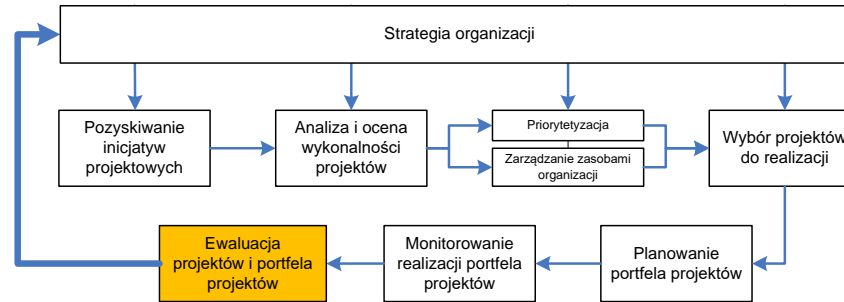 Strategia organizacji
Pozyskiwanie
inicjatyw
projektowych
Analiza i ocena
wykonalności
projektów
Priorytetyzacja
Zarządzanie zasobami
organizacji
Wybór projektów
do realizacji
Ewaluacja
projektów i portfela
projektów
Monitorowanie
realizacji portfela
projektów
Planowanie
portfela projektów